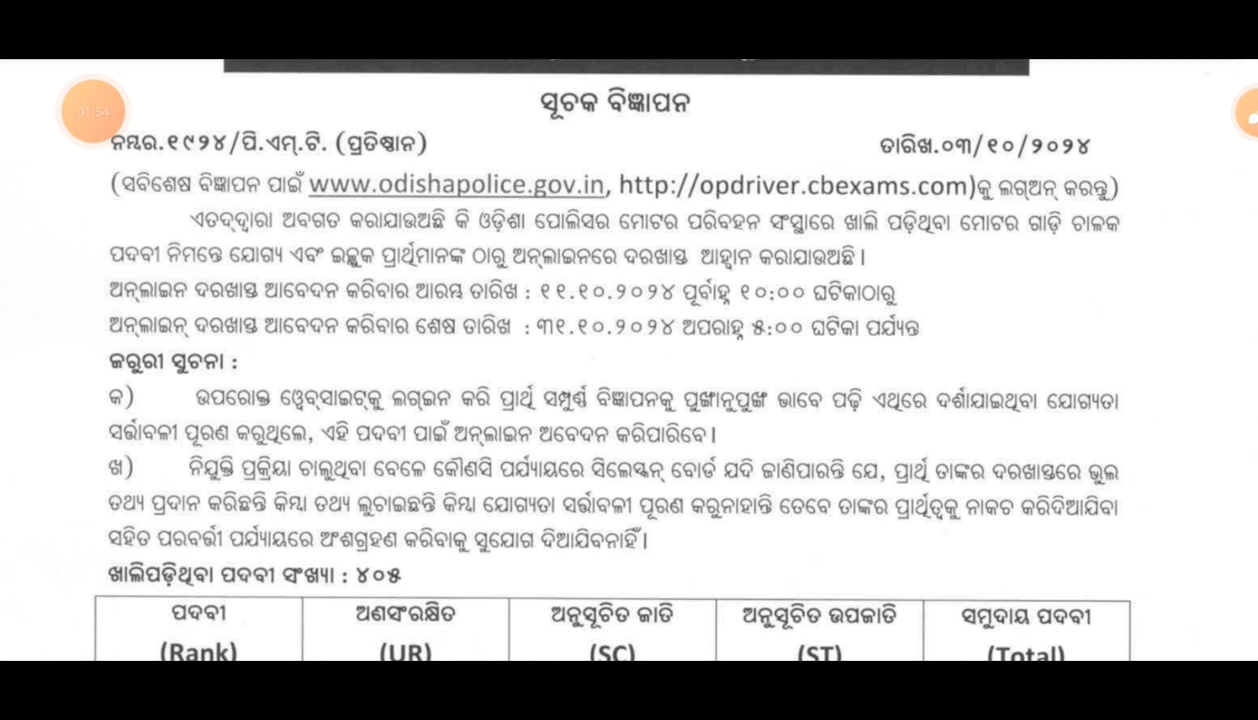 01:54
ସୂଚକ ବିଜ୍ଞାପନ
ନମ୍ବର.୧୯୨୪/ପି.ଏମ୍.ଟି. (ପ୍ରତିଷ୍ଠାନ) ତାରିଖ.୦୩/୧୦/୨୦୨୪
(ସବିଶେଷ ବିଜ୍ଞାପନ ପାଇଁ www.odishapolice.gov.in, http://opdriver.cbexams.com)କୁ ଲଗ୍ଅନ୍ କରନ୍ତୁ)
ଏତଦ୍ଦ୍ୱାରା ଅବଗତ କରାଯାଉଅଛି କି ଓଡ଼ିଶା ପୋଲିସର ମୋଟର ପରିବହନ ସଂସ୍ଥାରେ ଖାଲି ପଡ଼ିଥିବା ମୋଟର ଗାଡ଼ି ଚାଳକ
ପଦବୀ ନିମନ୍ତେ ଯୋଗ୍ୟ ଏବଂ ଇଚ୍ଛୁକ ପ୍ରାର୍ଥିମାନଙ୍କ ଠାରୁ ଅନ୍‌ଲାଇନରେ ଦରଖାସ୍ତ ଆହ୍ୱାନ କରାଯାଉଅଛି।
ଅନ୍‌ଲାଇନ ଦରଖାସ୍ତ ଆବେଦନ କରିବାର ଆରମ୍ଭ ତାରିଖ : ୧୧.୧୦.୨୦୨୪ ପୂର୍ବାହ୍ନ ୧୦:୦୦ ଘଟିକାଠାରୁ
ଅନ୍‌ଲାଇନ୍ ଦରଖାସ୍ତ ଆବେଦନ କରିବାର ଶେଷ ତାରିଖ : ୩୧.୧୦.୨୦୨୪ ଅପରାହ୍ନ ୫:୦୦ ଘଟିକା ପର୍ଯ୍ୟନ୍ତ
ଜରୁରୀ ସୁଚନା :
କ) ଉପରୋକ୍ତ ୱେବ୍‌ସାଇଟ୍‌କୁ ଲଗ୍ଇନ କରି ପ୍ରାର୍ଥି ସମ୍ପୁର୍ଣ୍ଣ ବିଜ୍ଞାପନକୁ ପୁଙ୍ଖାନୁପୁଙ୍ଖ ଭାବେ ପଢ଼ି ଏଥିରେ ଦର୍ଶାଯାଇଥିବା ଯୋଗ୍ୟତା
ସର୍ତ୍ତାବଳୀ ପୂରଣ କରୁଥିଲେ, ଏହି ପଦବୀ ପାଇଁ ଅନ୍‌ଲାଇନ ଅବେଦନ କରିପାରିବେ।
ଖ) ନିଯୁକ୍ତି ପ୍ରକ୍ରିୟା ଚାଲୁଥିବା ବେଳେ କୌଣସି ପର୍ଯ୍ୟାୟରେ ସିଲେକ୍ସନ୍ ବୋର୍ଡ ଯଦି ଜାଣିପାରନ୍ତି ଯେ, ପ୍ରାର୍ଥି ତାଙ୍କର ଦରଖାସ୍ତରେ ଭୁଲ
ତଥ୍ୟ ପ୍ରଦାନ କରିଛନ୍ତି କିମ୍ବା ତଥ୍ୟ ଲୁଚାଇଛନ୍ତି କିମ୍ବା ଯୋଗ୍ୟତା ସର୍ତ୍ତାବଳୀ ପୂରଣ କରୁନାହାନ୍ତି ତେବେ ତାଙ୍କର ପ୍ରାର୍ଥିତ୍ୱକୁ ନାକଚ କରିଦିଆଯିବା
ସହିତ ପରବର୍ତ୍ତୀ ପର୍ଯ୍ୟାୟରେ ଅଂଶଗ୍ରହଣ କରିବାକୁ ସୁଯୋଗ ଦିଆଯିବନାହିଁ।
ଖାଲିପଡ଼ିଥିବା ପଦବୀ ସଂଖ୍ୟା : ୪୦୫
ପଦବୀ ଅଣସଂରକ୍ଷିତ ଅନୁସୂଚିତ ଜାତି ଅନୁସୂଚିତ ଉପଜାତି ସମୁଦାୟ ପଦବୀ
(Rank) (UR) (SC) (ST) (Total)